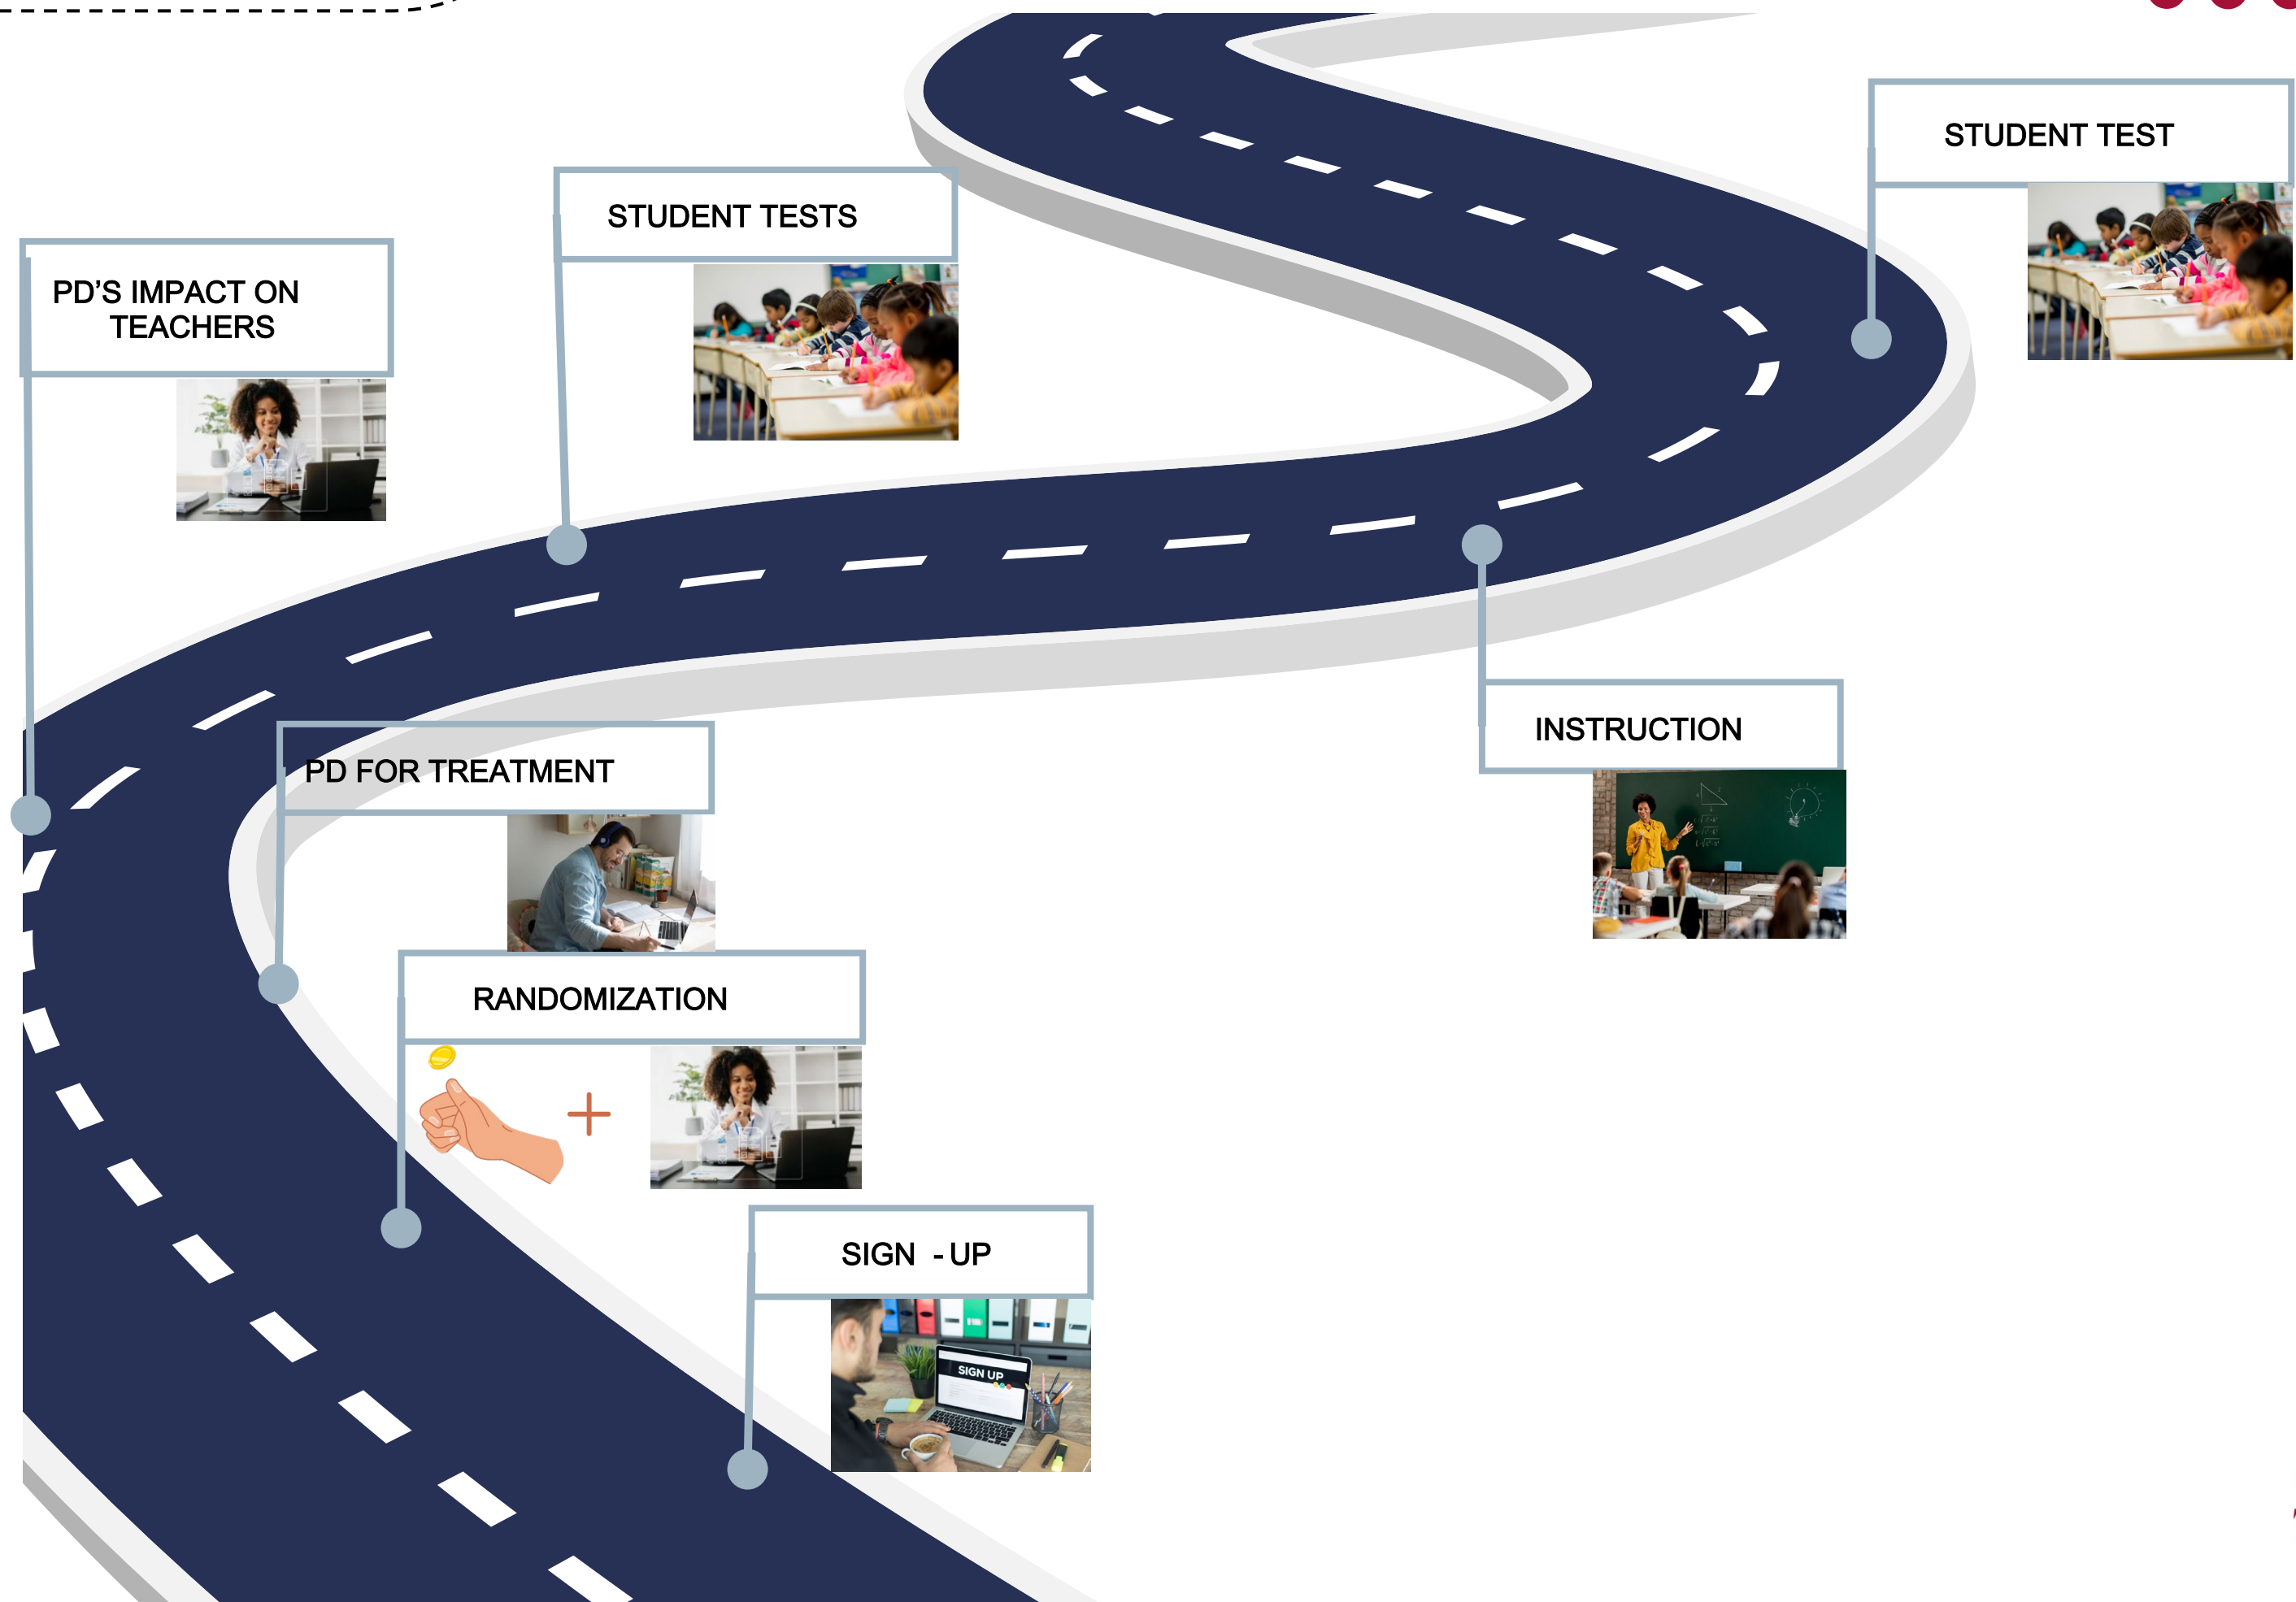 STUDENT TEST
STUDENT TESTS
PD'S IMPACT ON
TEACHERS
PD FOR TREATMENT
INSTRUCTION
RANDOMIZATION
SIGN - UP
SIGN UP